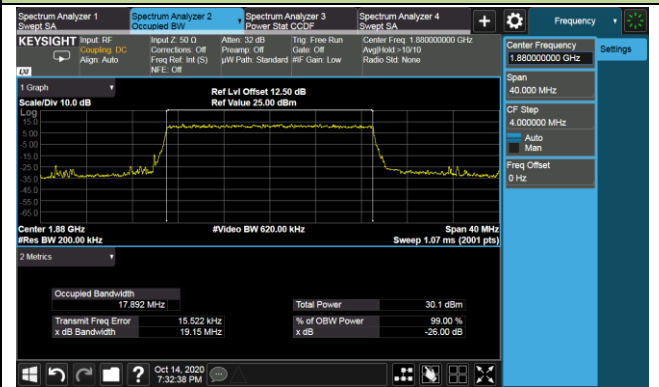 Spectrum Analyzer 1
Swept SA
Spectrum Analyzer 2
Occupied BW
Spectrum Analyzer 3
Power Stat CCDF
Spectrum Analyzer 4
Swept SA
+
Frequency
KEYSIGHT
Input: RF
Coupling: DC
Align: Auto
Input Z: 50 Ω
Corrections: Off
Freq Ref: Int (S)
NFE: Off
Atten: 32 dB
Preamp: Off
µW Path: Standard
Trig: Free Run
Gate: Off
#IF Gain: Low
Center Freq: 1.880000000 GHz
Avg|Hold:>10/10
Radio Std: None
Center Frequency
1.880000000 GHz
Settings
Span
40.000 MHz
CF Step
4.000000 MHz
Auto
Man
Freq Offset
0 Hz
1 Graph
Scale/Div 10.0 dB
Ref Lvl Offset 12.50 dB
Ref Value 25.00 dBm
Log
15.0
5.00
-5.00
-15.0
-25.0
-35.0
-45.0
-55.0
-65.0
Center 1.88 GHz
#Res BW 200.00 kHz
#Video BW 620.00 kHz
Span 40 MHz
Sweep 1.07 ms (2001 pts)
2 Metrics
Occupied Bandwidth
17.892 MHz
Total Power 30.1 dBm
Transmit Freq Error 15.522 kHz
% of OBW Power 99.00 %
x dB Bandwidth 19.15 MHz
x dB -26.00 dB
?
Oct 14, 2020
7:32:38 PM